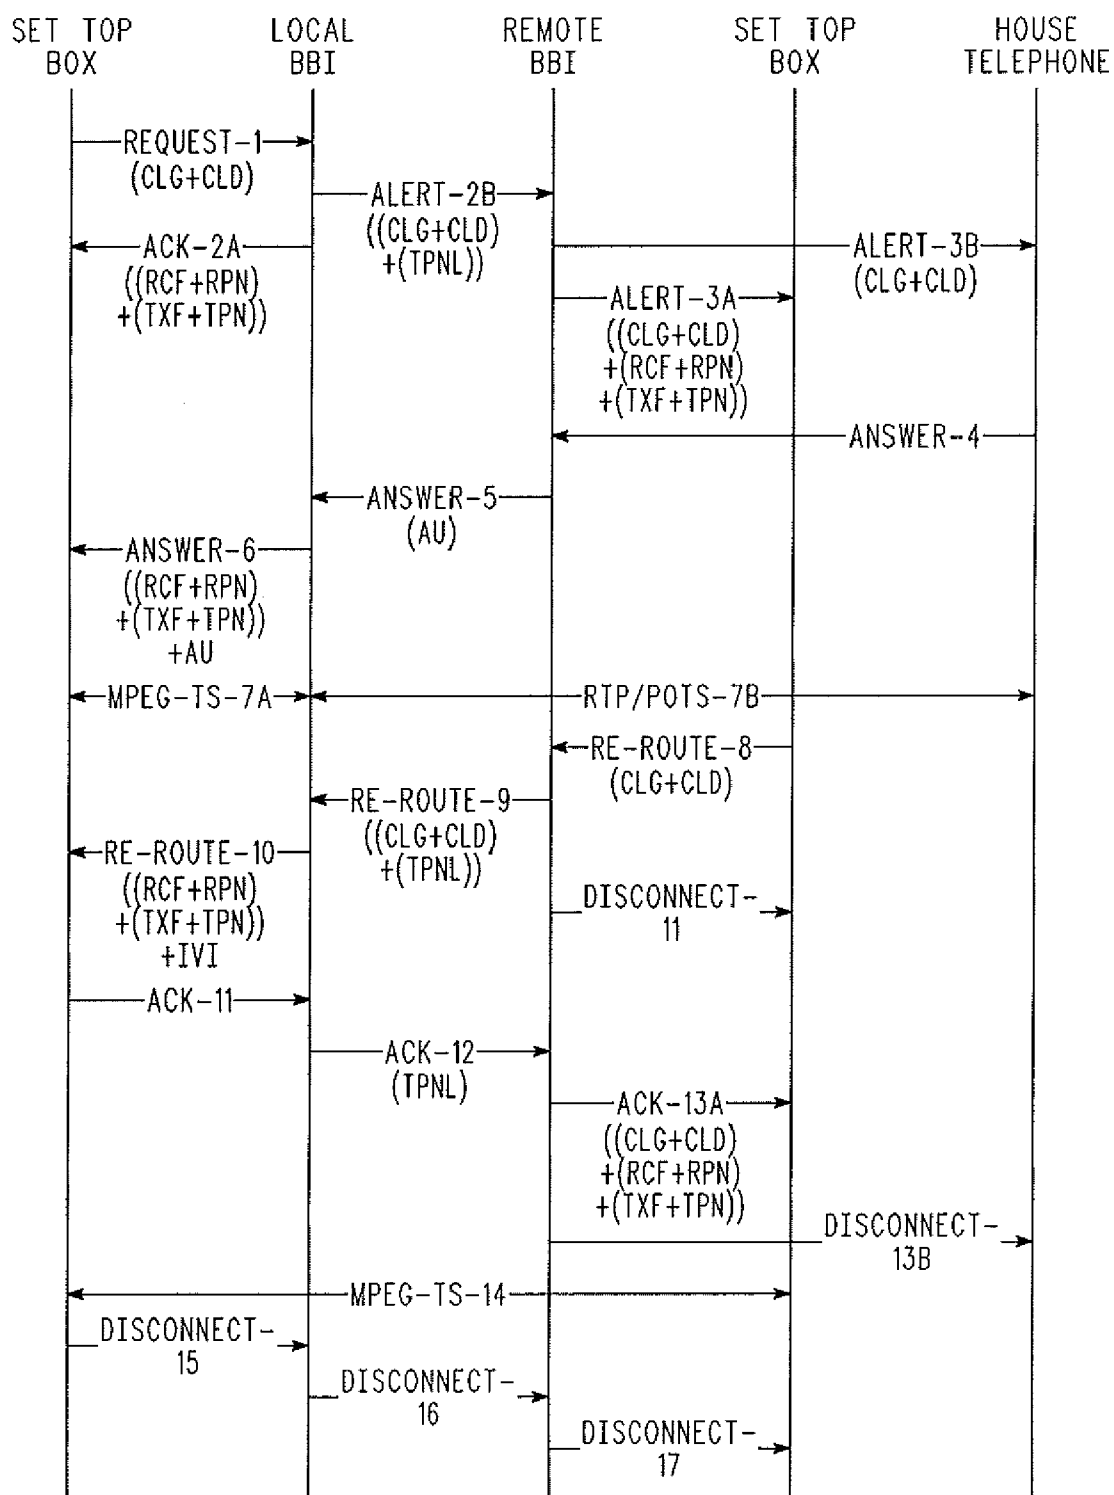 SET TOP
BOX
LOCAL
BBI
REMOTE
BBI
SET TOP
BOX
HOUSE
TELEPHONE
REQUEST-1
(CLG+CLD)
ALERT-2B
((CLG+CLD)
+(TPNL))
ACK-2A
((RCF+RPN)
+(TXF+TPN))
ALERT-3B
(CLG+CLD)
ALERT-3A
((CLG+CLD)
+(RCF+RPN)
+(TXF+TPN))
ANSWER-4
ANSWER-5
(AU)
ANSWER-6
((RCF+RPN)
+(TXF+TPN))
+AU
MPEG-TS-7A
RTP/POTS-7B
RE-ROUTE-8
(CLG+CLD)
RE-ROUTE-9
((CLG+CLD)
+(TPNL))
RE-ROUTE-10
((RCF+RPN)
+(TXF+TPN))
+IVI
DISCONNECT-
11
ACK-11
ACK-12
(TPNL)
ACK-13A
((CLG+CLD)
+(RCF+RPN)
+(TXF+TPN))
DISCONNECT-
13B
MPEG-TS-14
DISCONNECT-
15
DISCONNECT-
16
DISCONNECT-
17